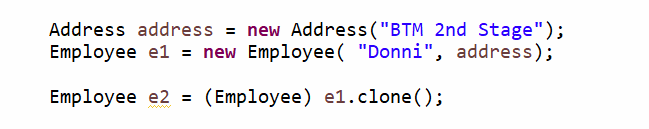 Address address = new Address("BTM 2nd Stage");
Employee e1 = new Employee( "Donni", address);
Employee e2 = (Employee) e1.clone();